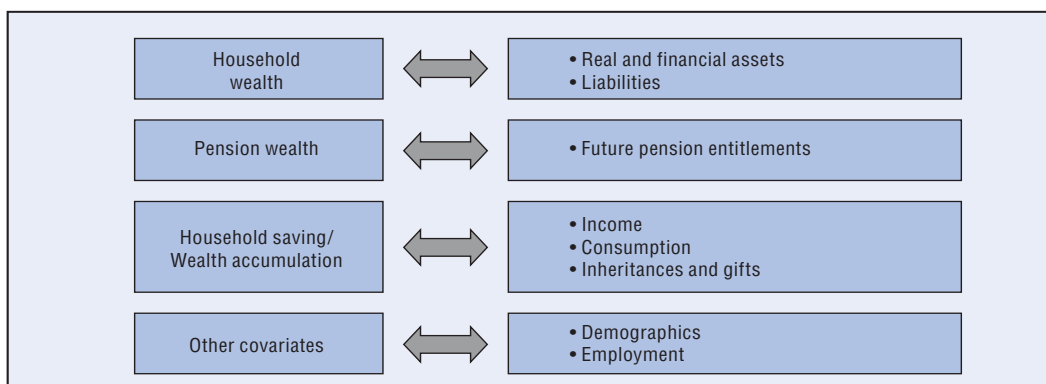 Household
wealth
• Real and financial assets
• Liabilities
Pension wealth
• Future pension entitlements
Household saving/
Wealth accumulation
• Income
• Consumption
• Inheritances and gifts
Other covariates
• Demographics
• Employment